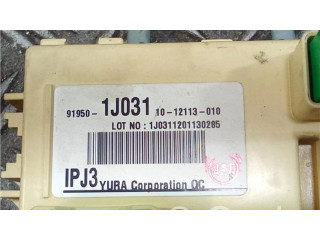 91950- 1J031 10-12113-010
LOT NO : 1J0311201130285
IPJ3 YURA Corporation QC